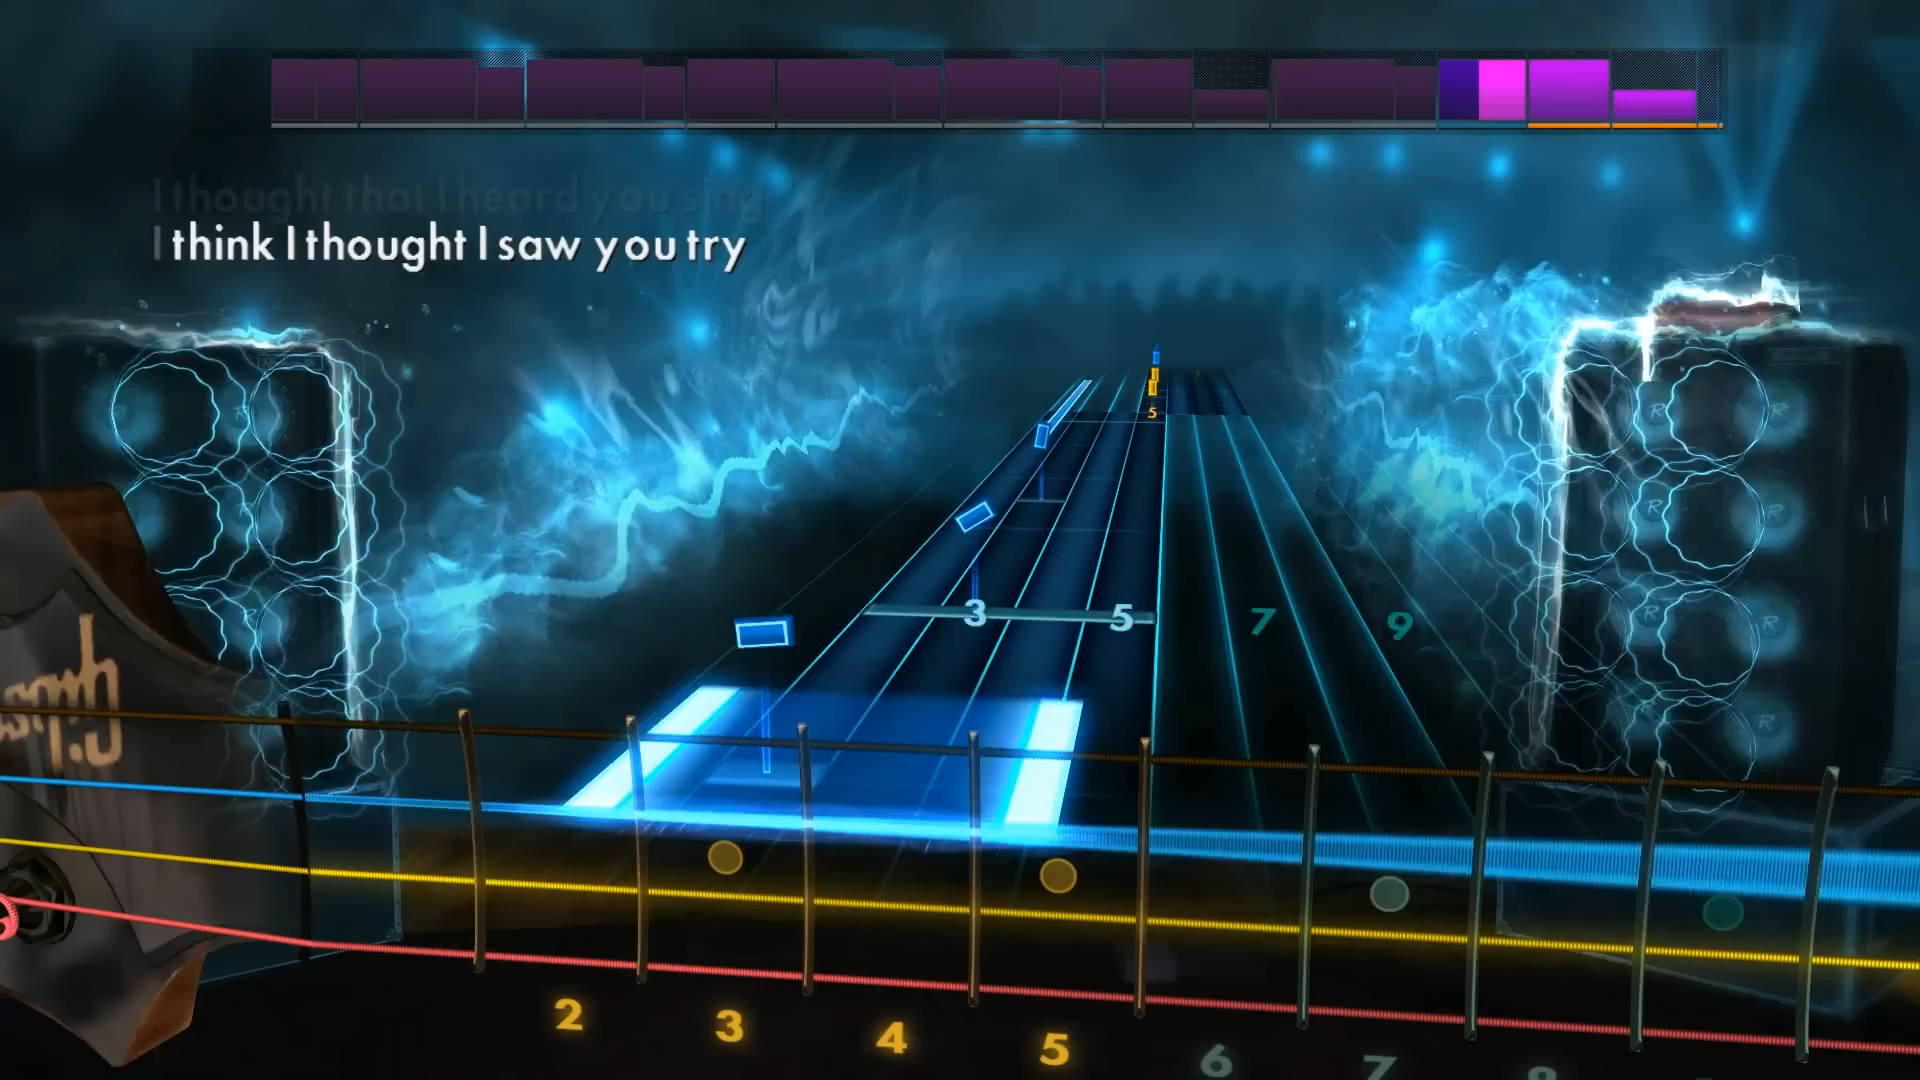 I thought that I heard you sing
I think I thought I saw you try
5
3 5 7 9
2 3 4 5 6 7 8